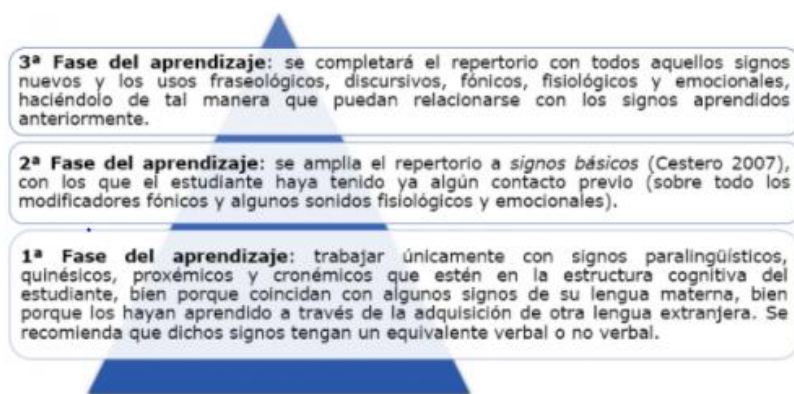 3ª Fase del aprendizaje: se completará el repertorio con todos aquellos signos
nuevos y los usos fraseológicos, discursivos, fónicos, fisiológicos y emocionales,
haciéndolo de tal manera que puedan relacionarse con los signos aprendidos
anteriormente.
2ª Fase del aprendizaje: se amplia el repertorio a signos básicos (Cestero 2007),
con los que el estudiante haya tenido ya algún contacto previo (sobre todo los
modificadores fónicos y algunos sonidos fisiológicos y emocionales).
1ª Fase del aprendizaje: trabajar únicamente con signos paralingüísticos,
quinésicos, proxémicos y cronémicos que estén en la estructura cognitiva del
estudiante, bien porque coincidan con algunos signos de su lengua materna, bien
porque los hayan aprendido a través de la adquisición de otra lengua extranjera. Se
recomienda que dichos signos tengan un equivalente verbal o no verbal.